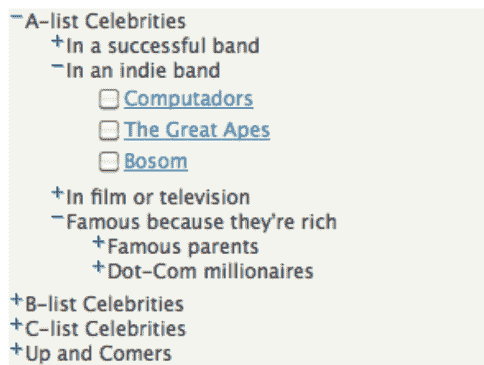 −A-list Celebrities
+In a successful band
−In an indie band
Computadors
The Great Apes
Bosom
+In film or television
−Famous because they're rich
+Famous parents
+Dot-Com millionaires
+B-list Celebrities
+C-list Celebrities
+Up and Comers